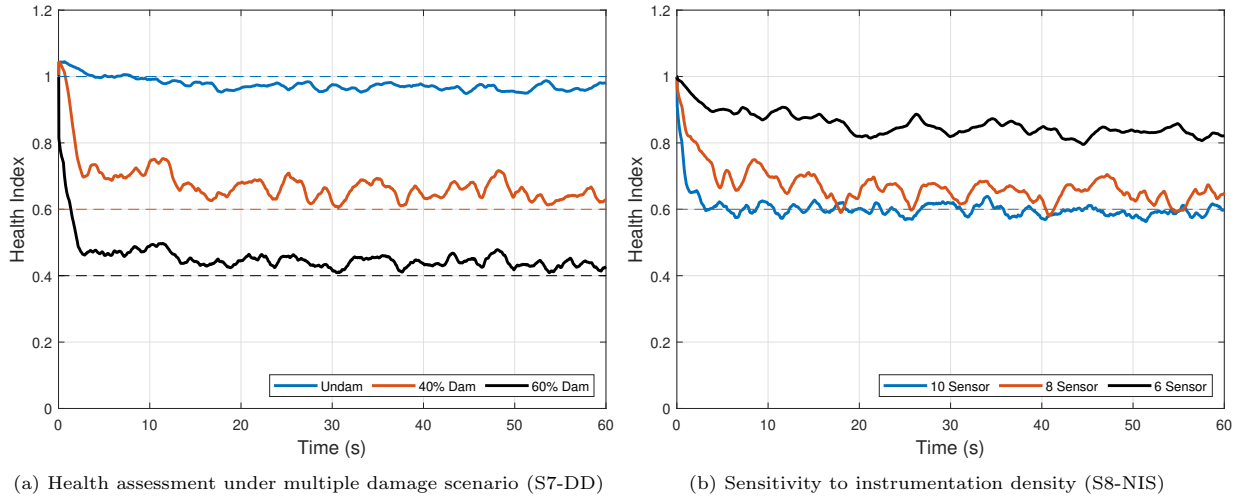 1.2
1
0.8
0.6
0.4
0.2
0
Health Index
0 10 20 30 40 50 60
Time (s)
Undam 40% Dam 60% Dam
(a) Health assessment under multiple damage scenario (S7-DD)
1.2
1
0.8
0.6
0.4
0.2
0
Health Index
0 10 20 30 40 50 60
Time (s)
10 Sensor 8 Sensor 6 Sensor
(b) Sensitivity to instrumentation density (S8-NIS)